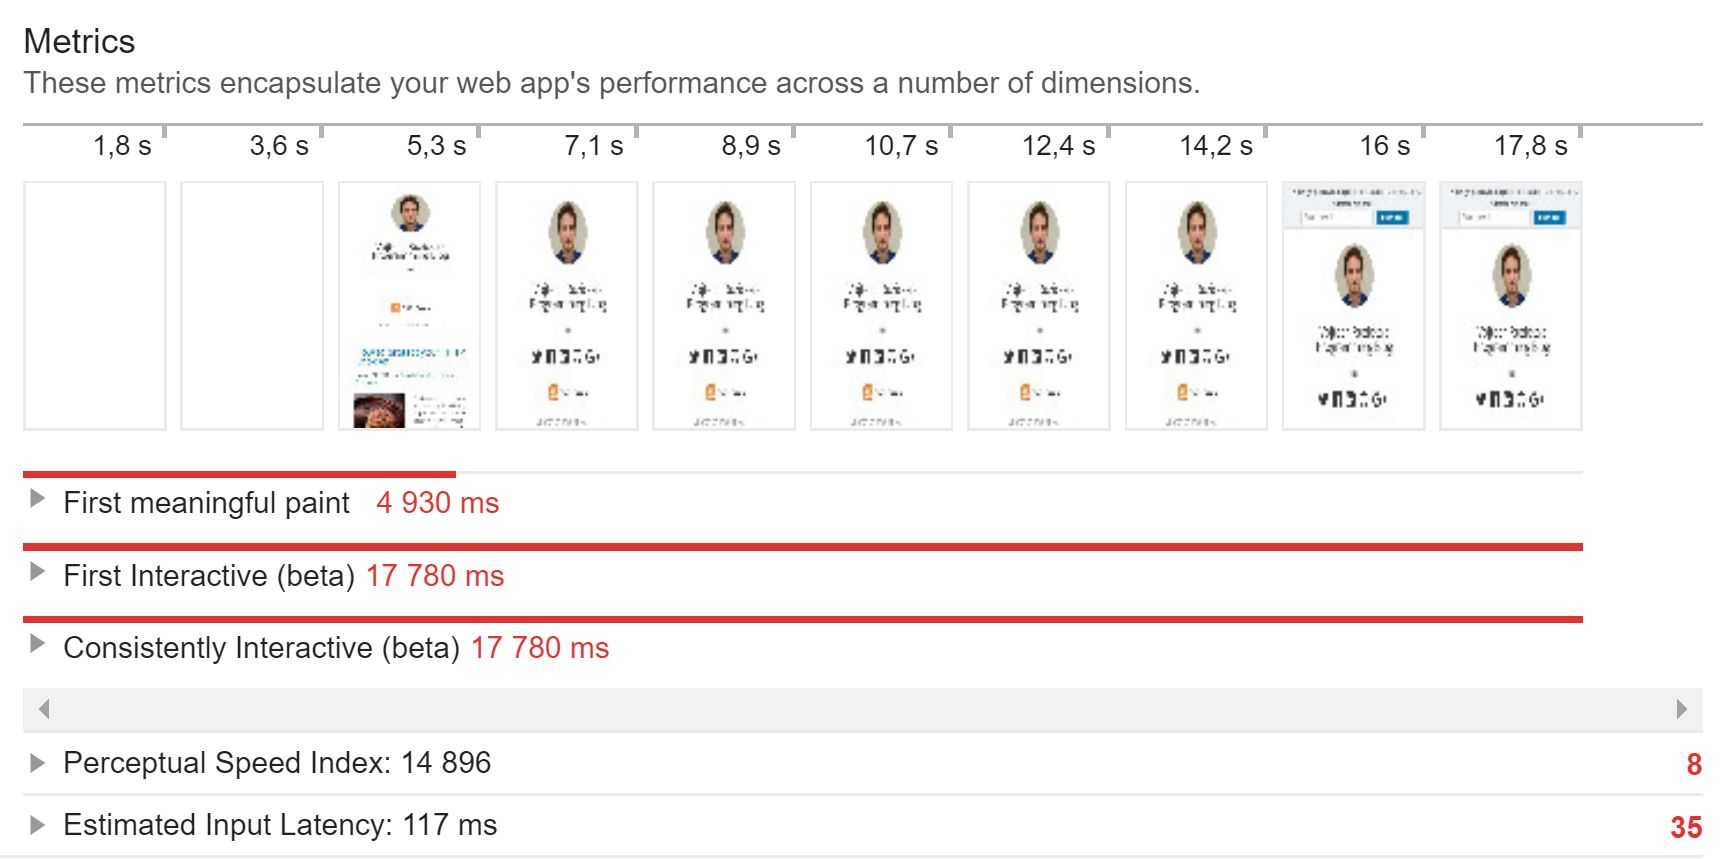 Metrics
These metrics encapsulate your web app's performance across a number of dimensions.
1,8 s 3,6 s 5,3 s 7,1 s 8,9 s 10,7 s 12,4 s 14,2 s 16 s 17,8 s
First meaningful paint 4 930 ms
First Interactive (beta) 17 780 ms
Consistently Interactive (beta) 17 780 ms
Perceptual Speed Index: 14 896 8
Estimated Input Latency: 117 ms 35